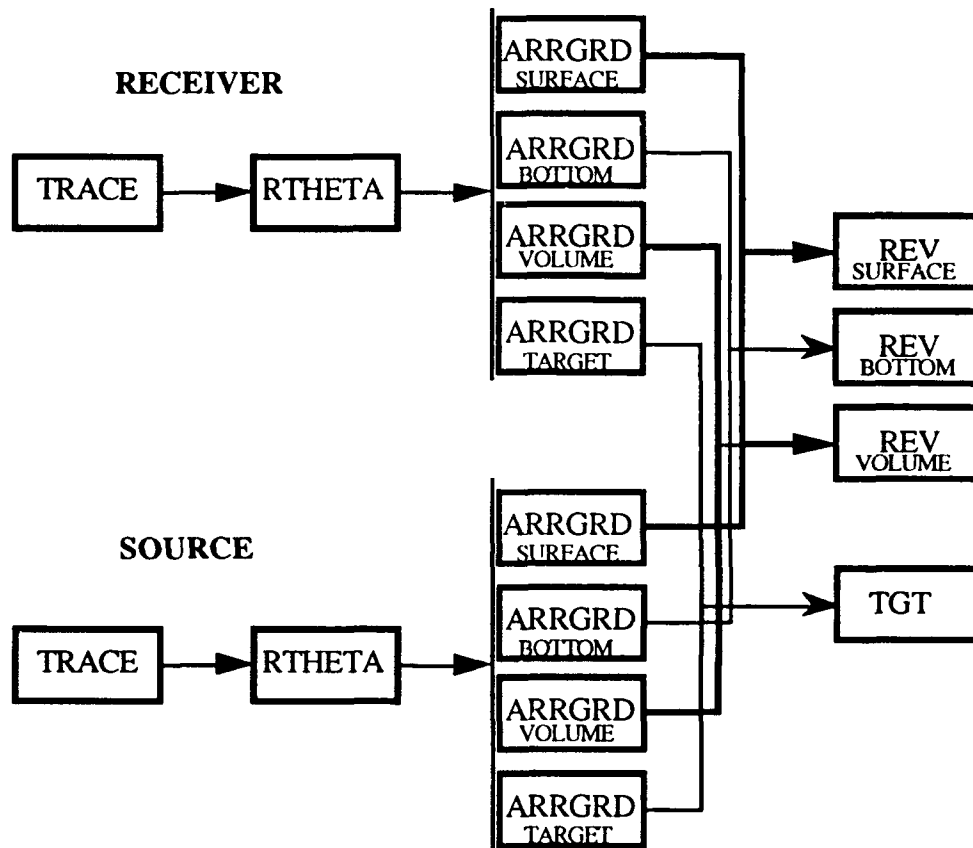 RECEIVER
TRACE
RTHETA
ARRGRD
SURFACE
ARRGRD
BOTTOM
ARRGRD
VOLUME
ARRGRD
TARGET
SOURCE
TRACE
RTHETA
ARRGRD
SURFACE
ARRGRD
BOTTOM
ARRGRD
VOLUME
ARRGRD
TARGET
REV
SURFACE
REV
BOTTOM
REV
VOLUME
TGT